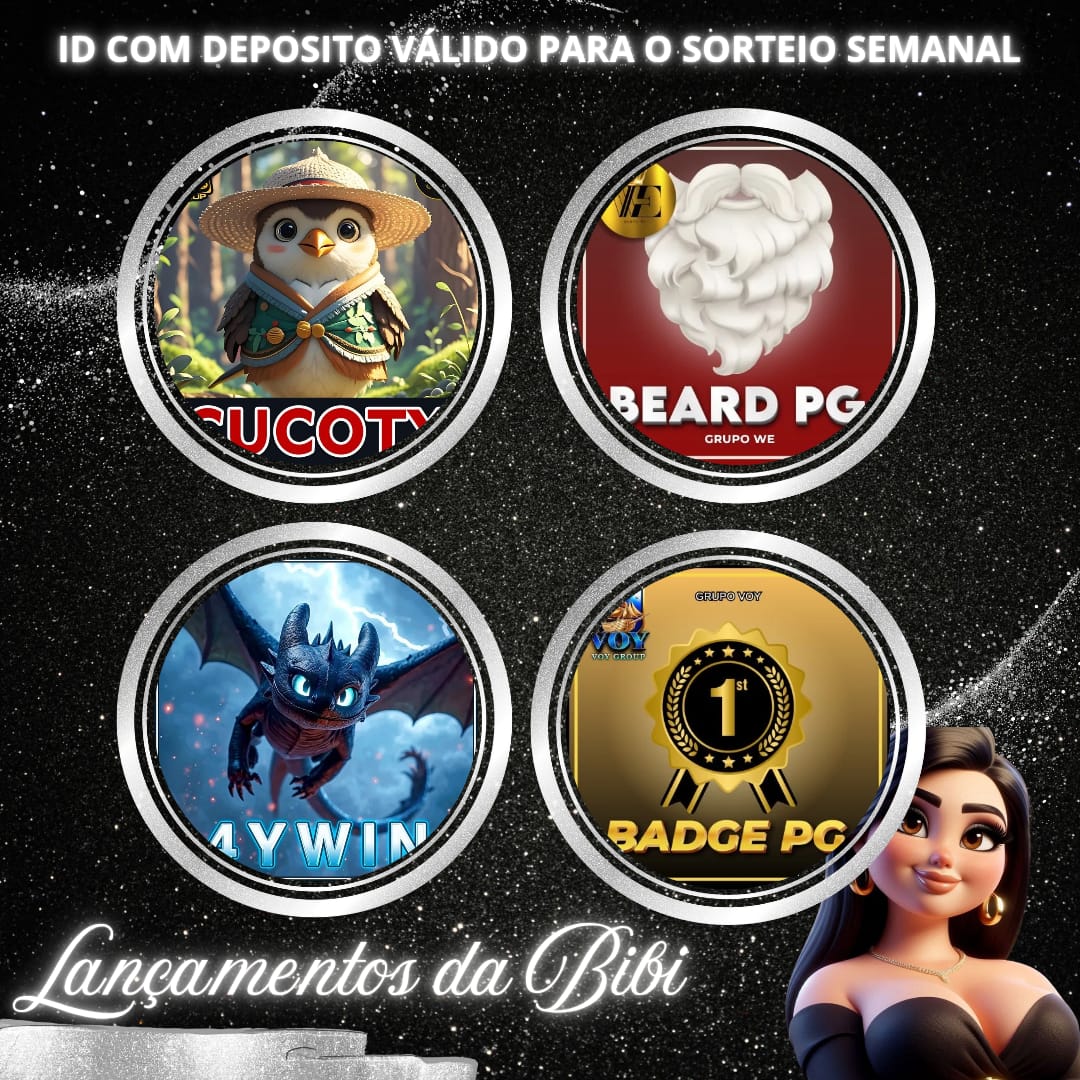 ID COM DEPOSITO VÁLIDO PARA O SORTEIO SEMANAL
CUCOTY
BEARD PG
GRUPO WE
4YWIN
GRUPO VOY
VOY
VOY GROUP
1st
BADGE PG
Lançamentos da Bibi